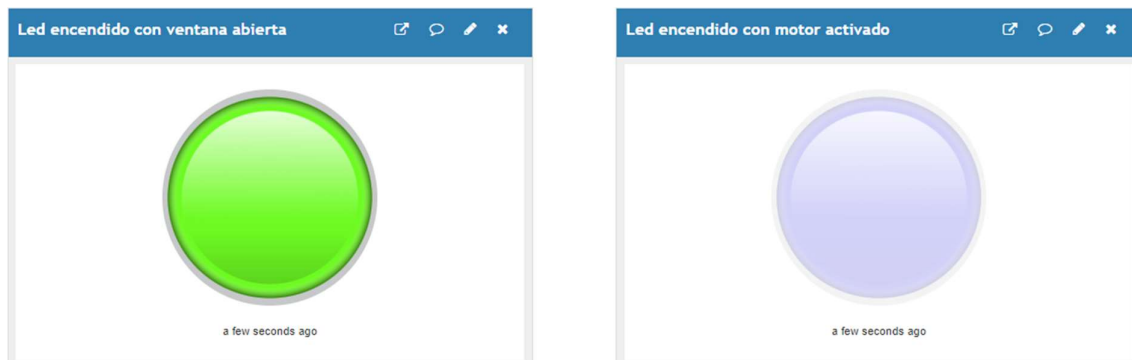 Led encendido con ventana abierta
a few seconds ago
Led encendido con motor activado
a few seconds ago